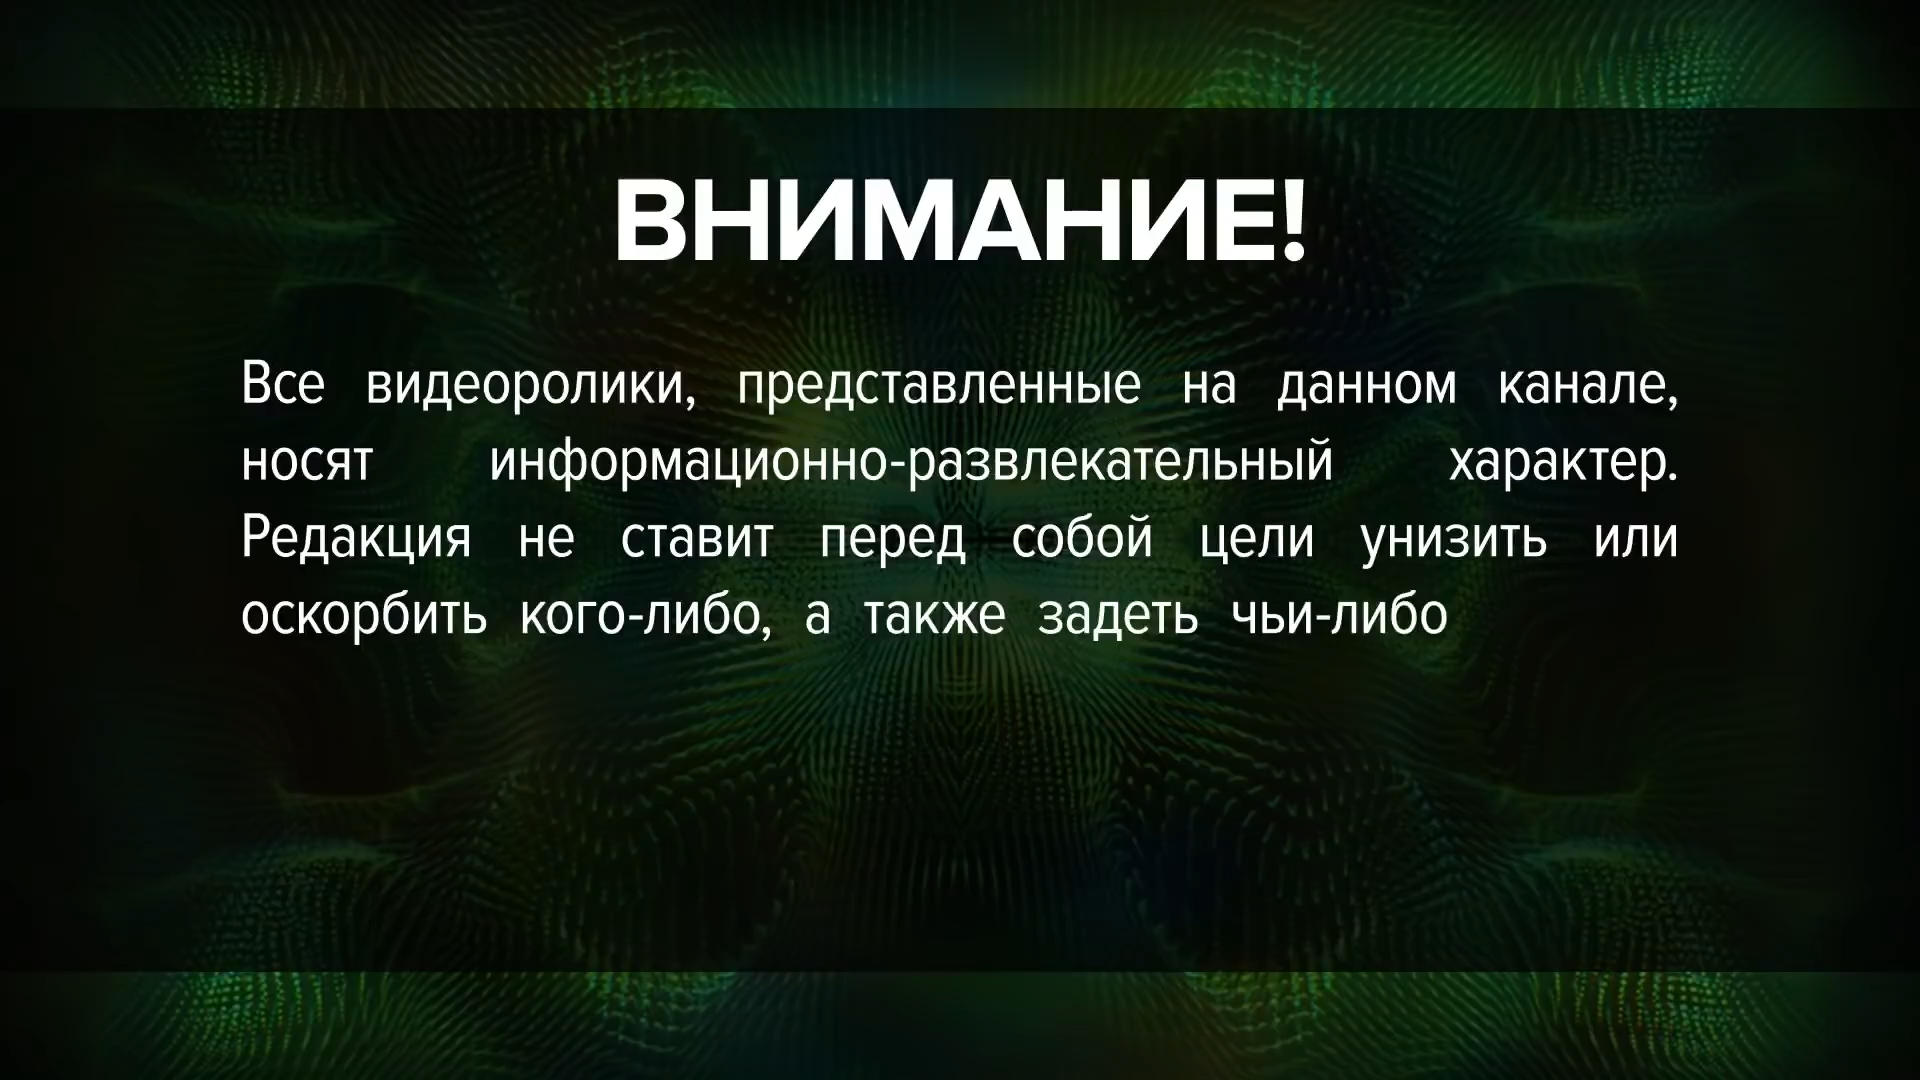 ВНИМАНИЕ!
Все видеоролики, представленные на данном канале,
носят информационно-развлекательный характер.
Редакция не ставит перед собой цели унизить или
оскорбить кого-либо, а также задеть чьи-либо